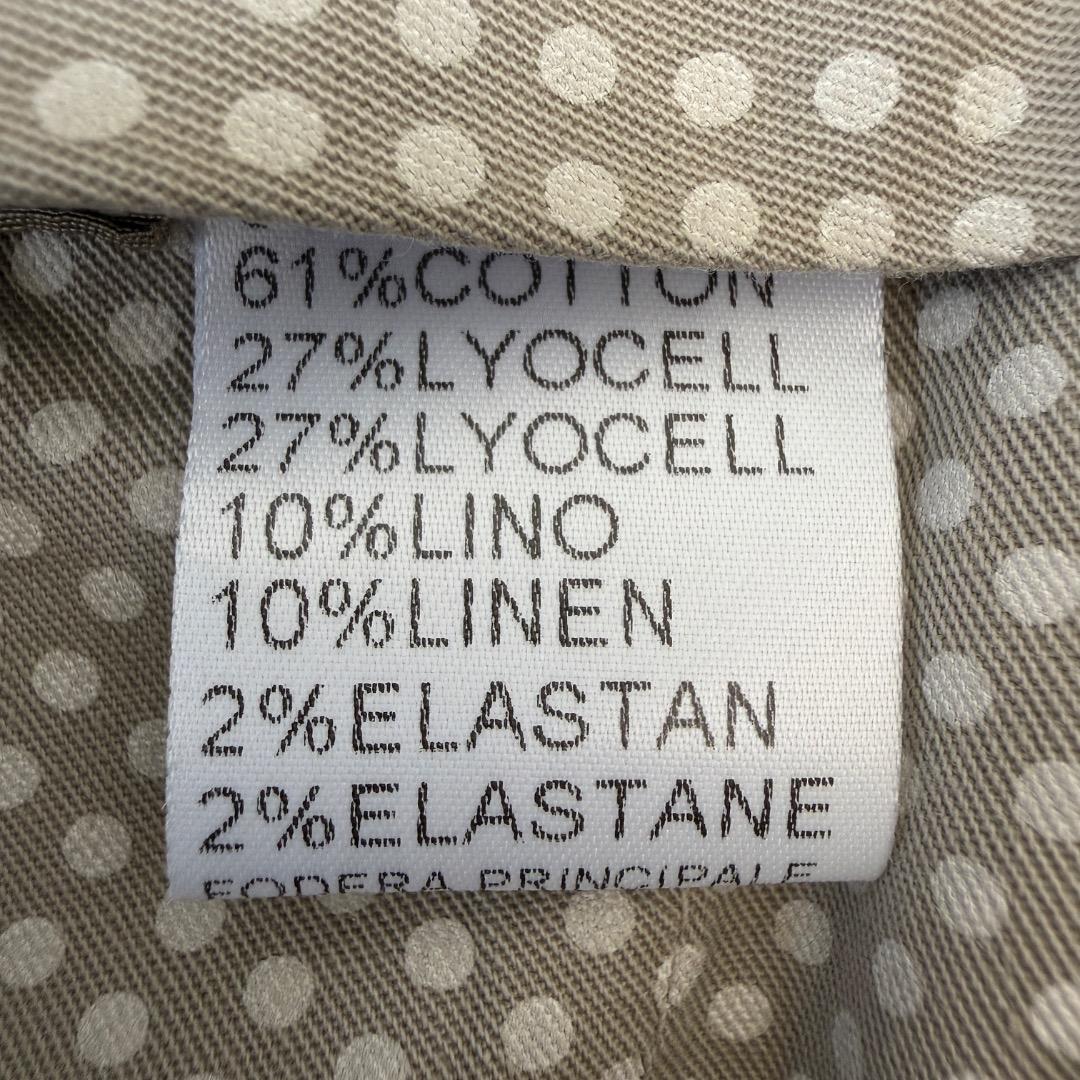 61%COTTON
27%LYOCELL
27%LYOCELL
10%LINO
10%LINEN
2%ELASTAN
2%ELASTANE
FODERA PRINCIPALE